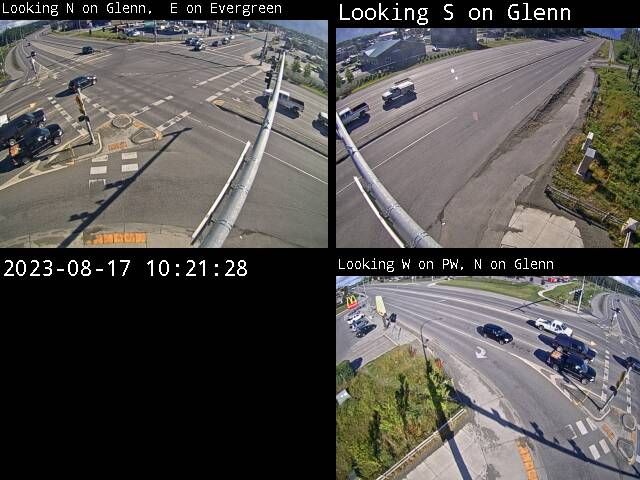 Looking N on Glenn,  E on Evergreen
Looking S on Glenn
2023-08-17 10:21:28
Looking W on PW, N on Glenn